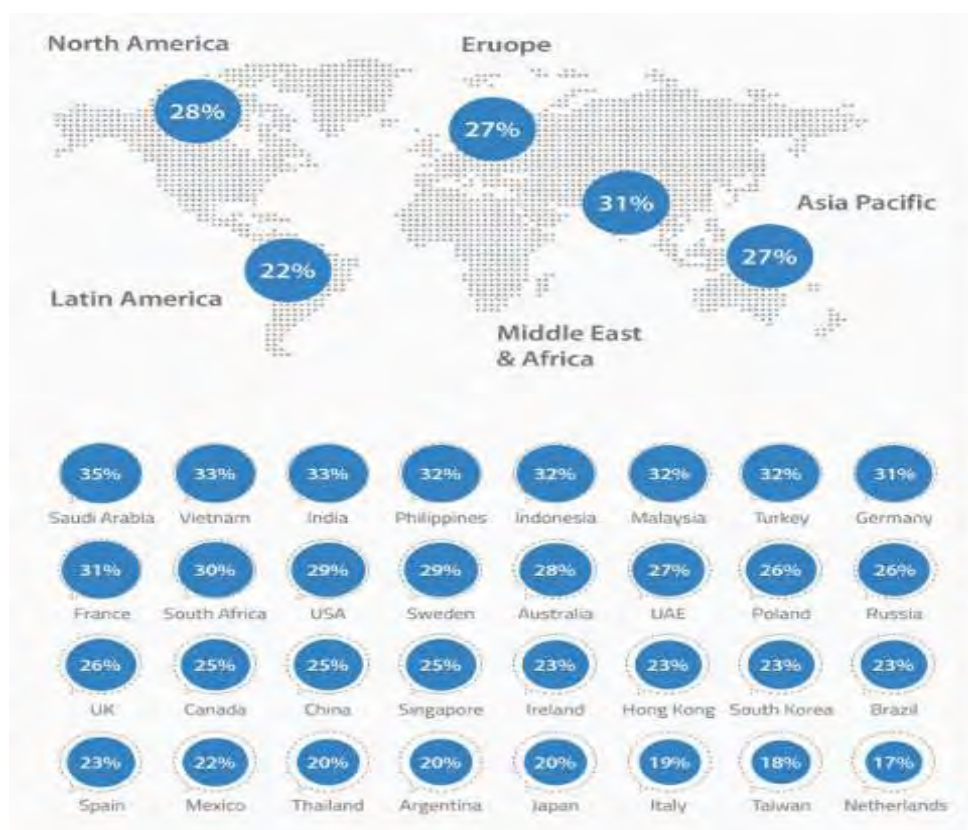 North America
Eruope
28%
27%
31%
Asia Pacific
22%
27%
Latin America
Middle East
& Africa
35% 33% 33% 32% 32% 32% 32% 31%
Saudi Arabia Vietnam India Philippines Indonesia Malaysia Turkey Germany
31% 30% 29% 29% 28% 27% 26% 26%
France South Africa USA Sweden Australia UAE Poland Russia
26% 25% 25% 25% 23% 23% 23% 23%
UK Canada China Singapore Ireland Hong Kong South Korea Brazil
23% 22% 20% 20% 20% 19% 18% 17%
Spain Mexico Thailand Argentina Japan Italy Taiwan Netherlands